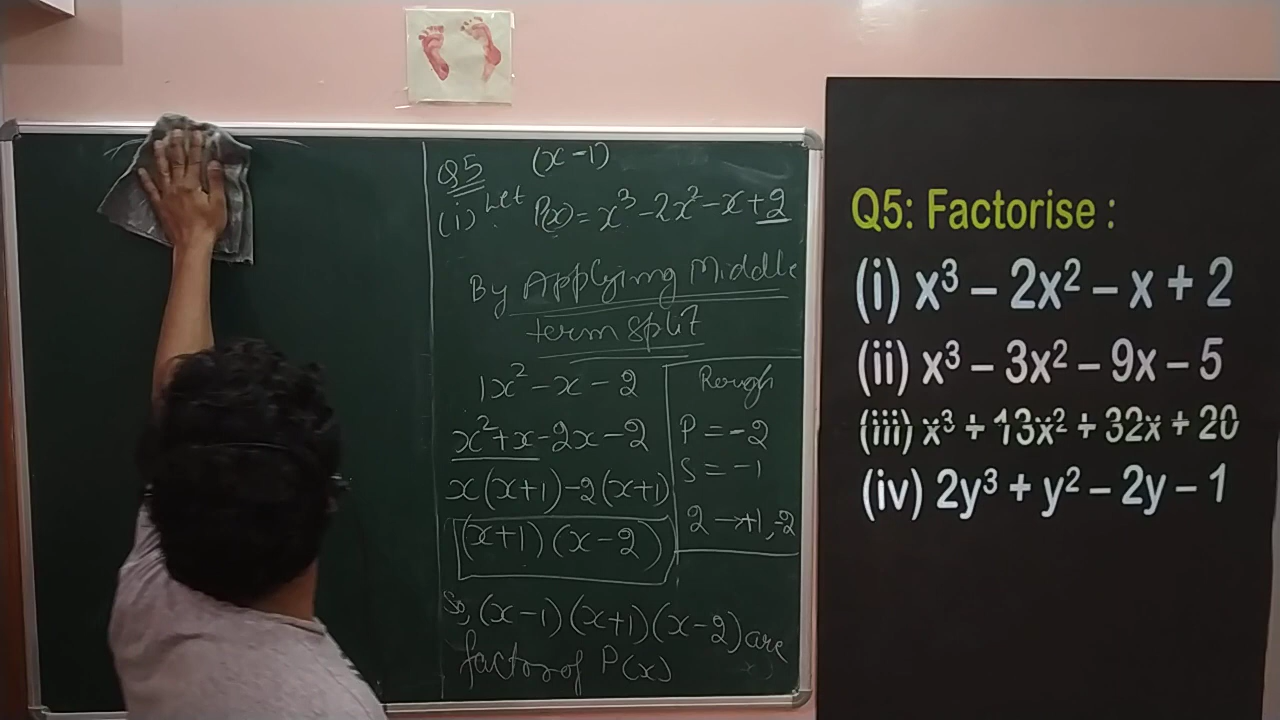 Q5 (x-1)
(i) Let P(x) = x³ - 2x² - x + 2
By Applying Middle
term split
1x² - x - 2
x² + x - 2x - 2
x(x+1) - 2(x+1)
(x+1) (x-2)
Rough
P = -2
S = -1
2 → +1, -2
So, (x-1) (x+1) (x-2) are
factor of P(x)
Q5: Factorise :
(i) x³ – 2x² – x + 2
(ii) x³ – 3x² – 9x – 5
(iii) x³ + 13x² + 32x + 20
(iv) 2y³ + y² – 2y – 1